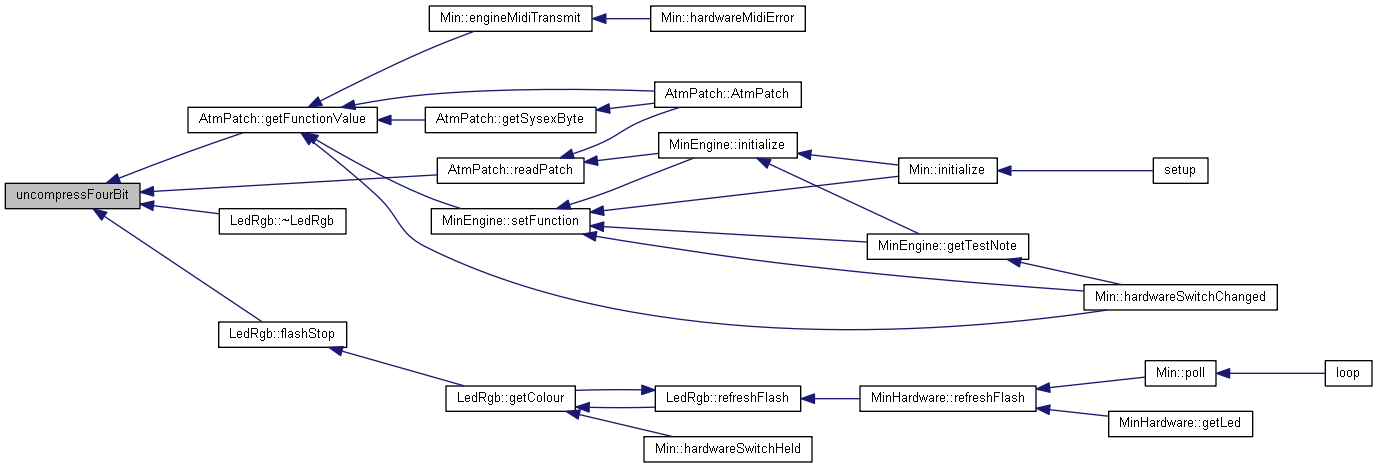 Min::engineMidiTransmit
Min::hardwareMidiError
AtmPatch::AtmPatch
AtmPatch::getFunctionValue
AtmPatch::getSysexByte
MinEngine::initialize
AtmPatch::readPatch
Min::initialize
setup
uncompressFourBit
LedRgb::~LedRgb
MinEngine::setFunction
MinEngine::getTestNote
Min::hardwareSwitchChanged
LedRgb::flashStop
Min::poll
loop
LedRgb::getColour
LedRgb::refreshFlash
MinHardware::refreshFlash
MinHardware::getLed
Min::hardwareSwitchHeld